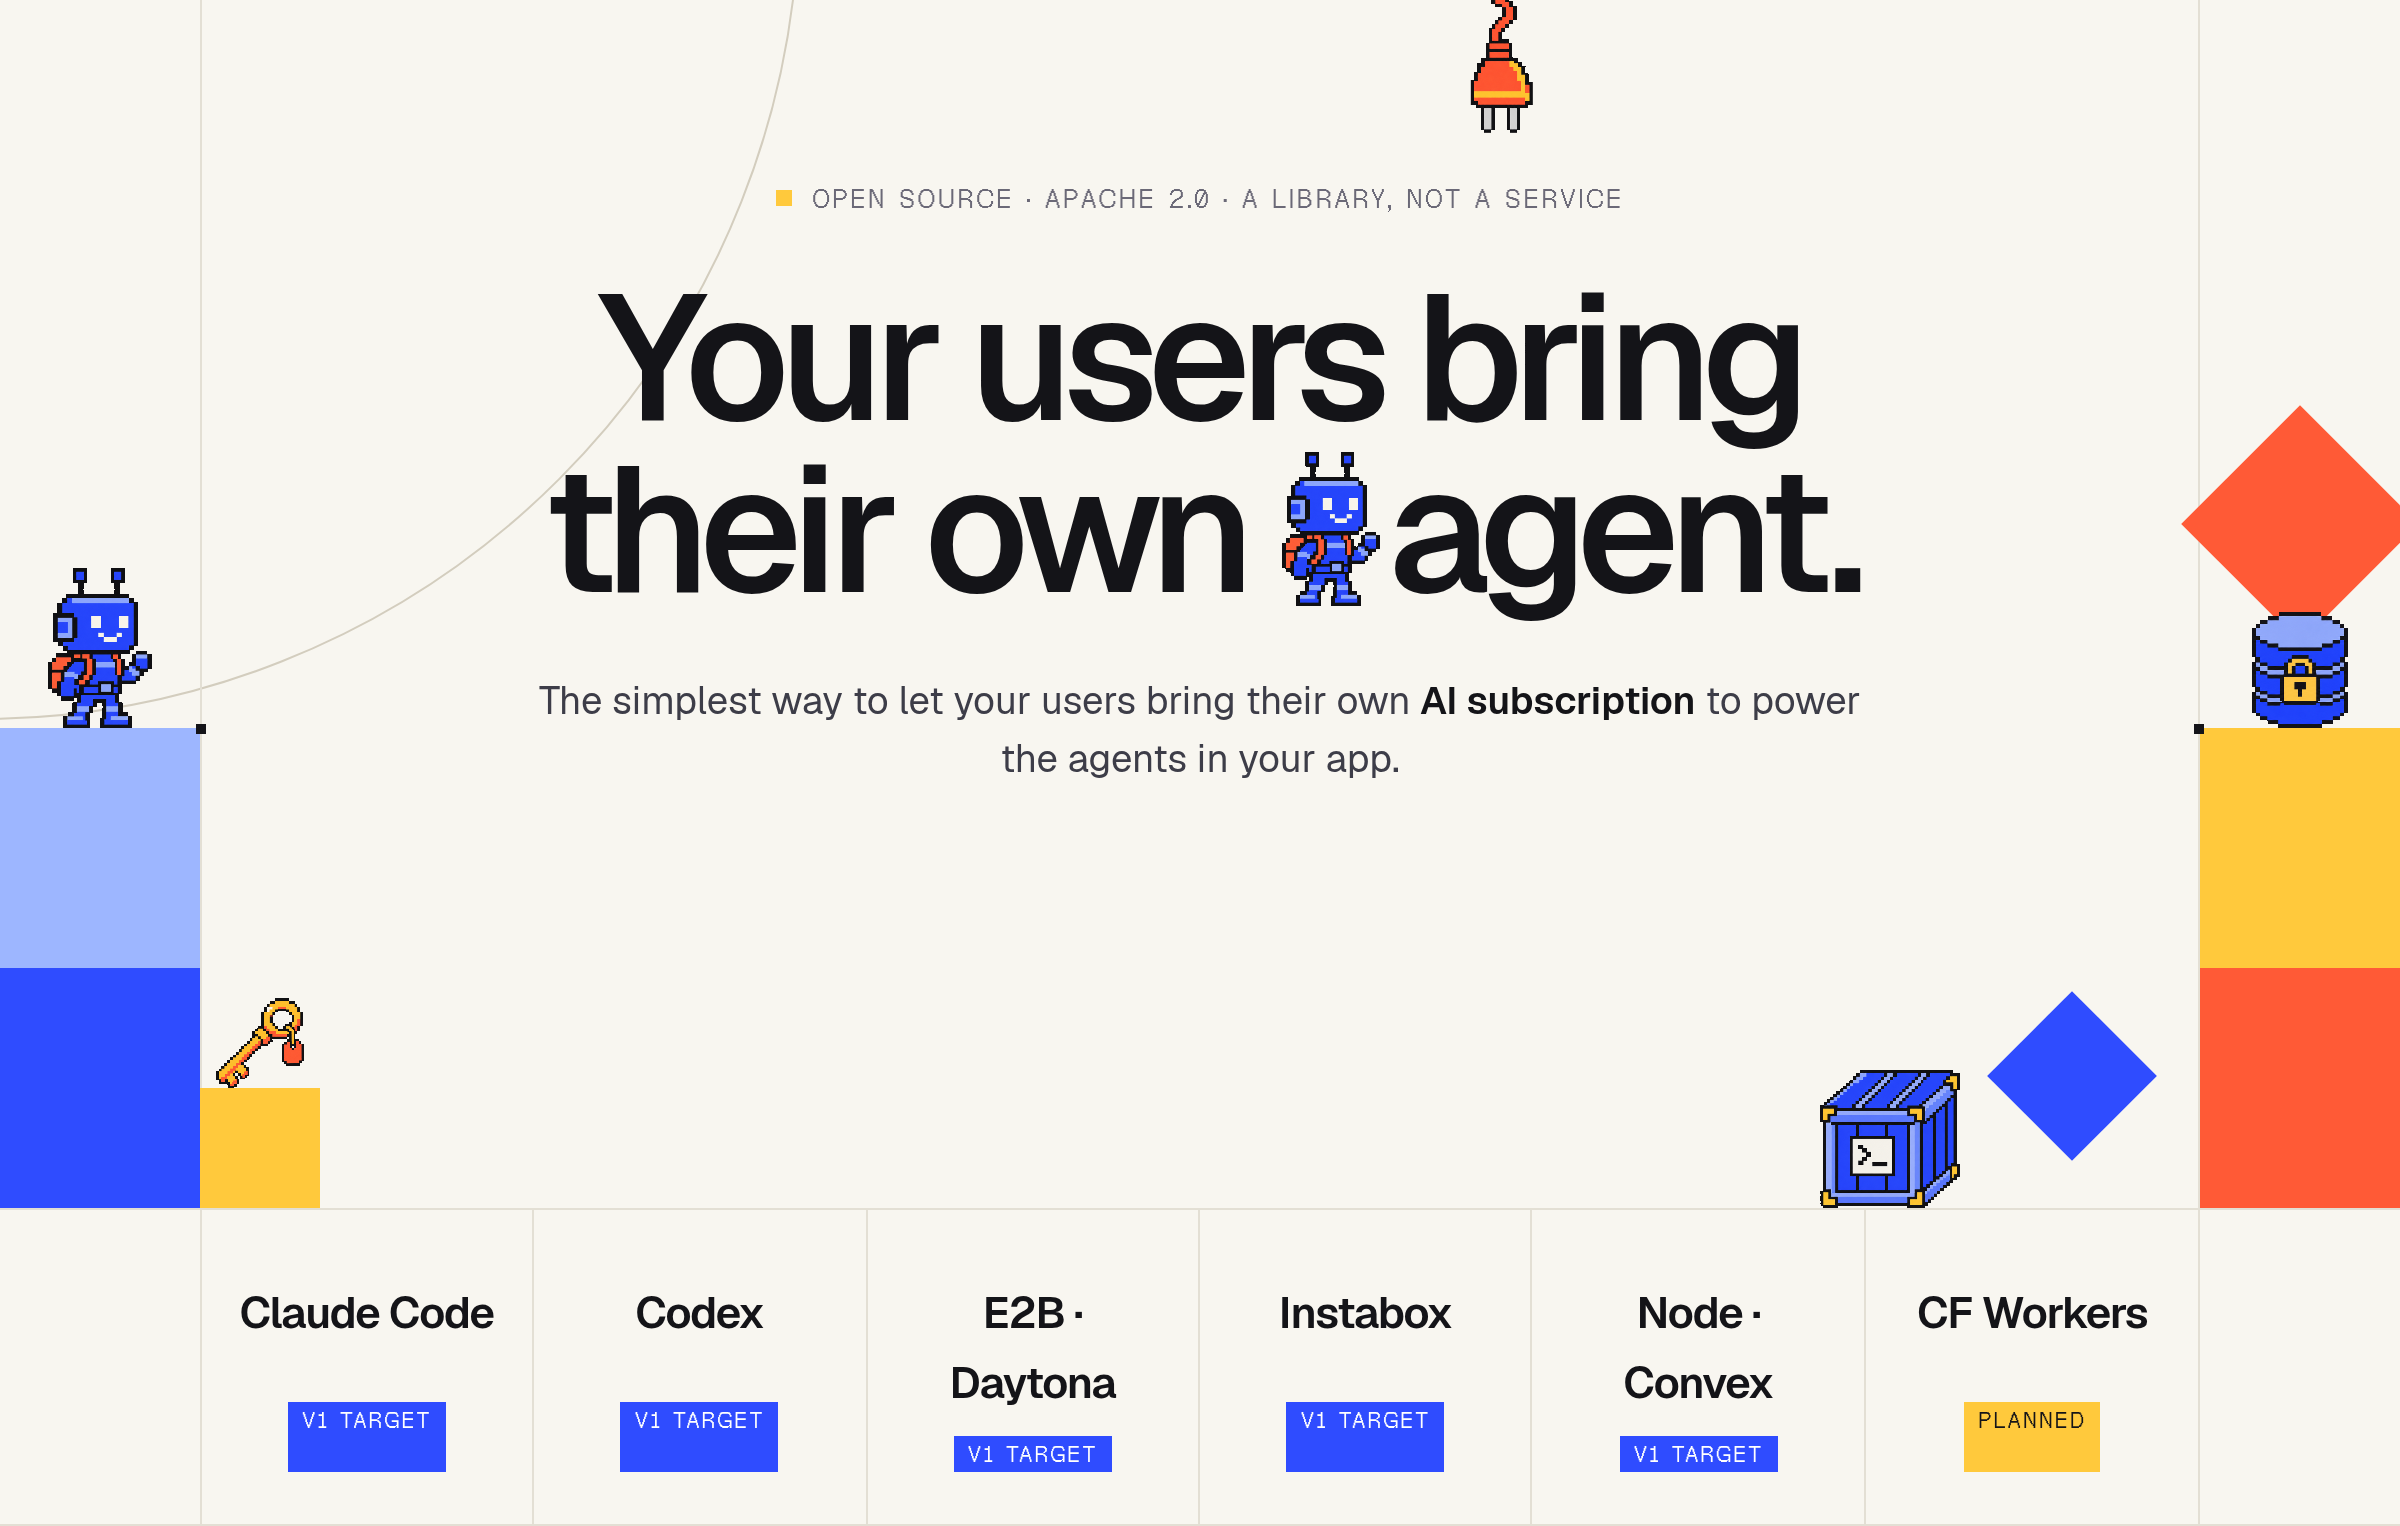 OPEN SOURCE · APACHE 2.0 · A LIBRARY, NOT A SERVICE
Your users bring
their own agent.
The simplest way to let your users bring their own AI subscription to power
the agents in your app.
>_
Claude Code
V1 TARGET
Codex
V1 TARGET
E2B ·
Daytona
V1 TARGET
Instabox
V1 TARGET
Node ·
Convex
V1 TARGET
CF Workers
PLANNED